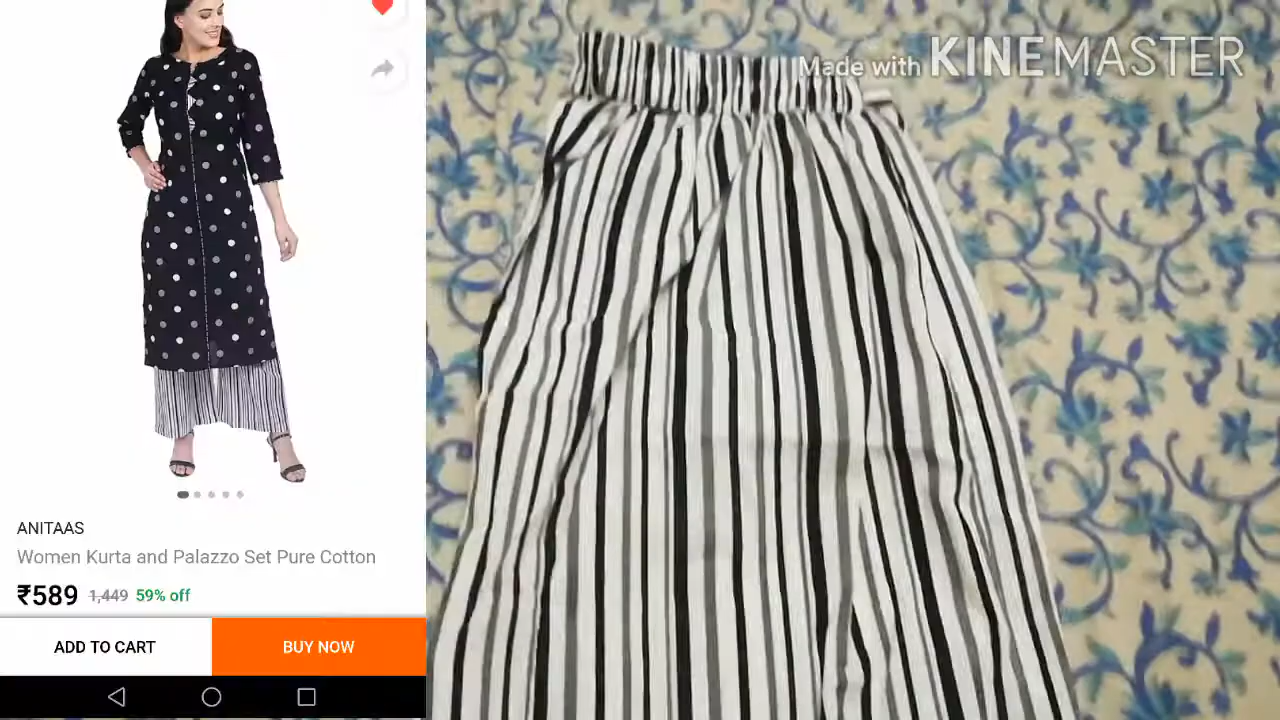 ANITAAS
Women Kurta and Palazzo Set Pure Cotton
₹589 1,449 59% off
ADD TO CART BUY NOW
Made with KINEMASTER